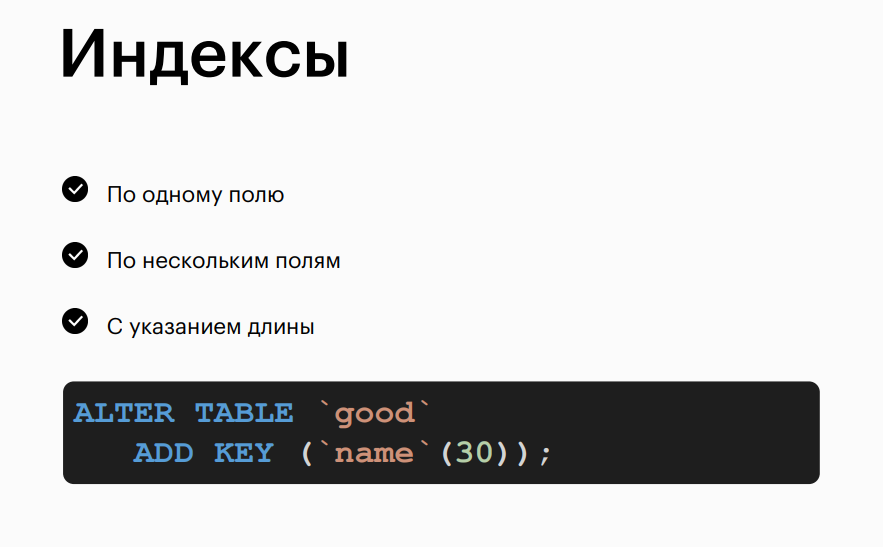 Индексы
По одному полю
По нескольким полям
С указанием длины
ALTER TABLE `good`
ADD KEY (`name`(30));